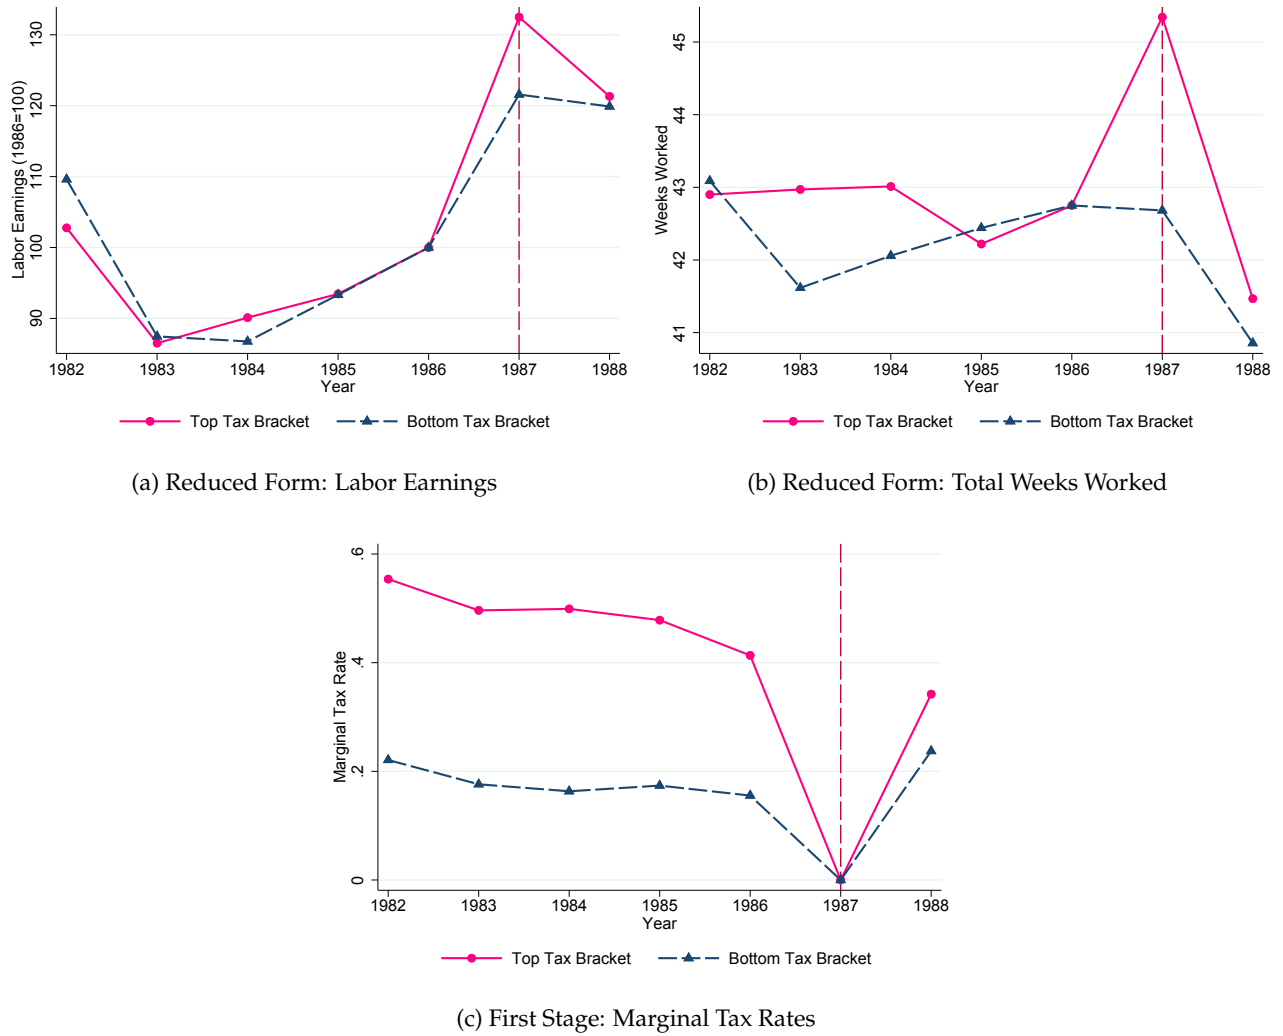 Labor Earnings (1986=100)
130
120
110
100
90
1982 1983 1984 1985 1986 1987 1988
Year
Top Tax Bracket Bottom Tax Bracket
(a) Reduced Form: Labor Earnings
Weeks Worked
45
44
43
42
41
1982 1983 1984 1985 1986 1987 1988
Year
Top Tax Bracket Bottom Tax Bracket
(b) Reduced Form: Total Weeks Worked
Marginal Tax Rate
.6
.4
.2
0
1982 1983 1984 1985 1986 1987 1988
Year
Top Tax Bracket Bottom Tax Bracket
(c) First Stage: Marginal Tax Rates